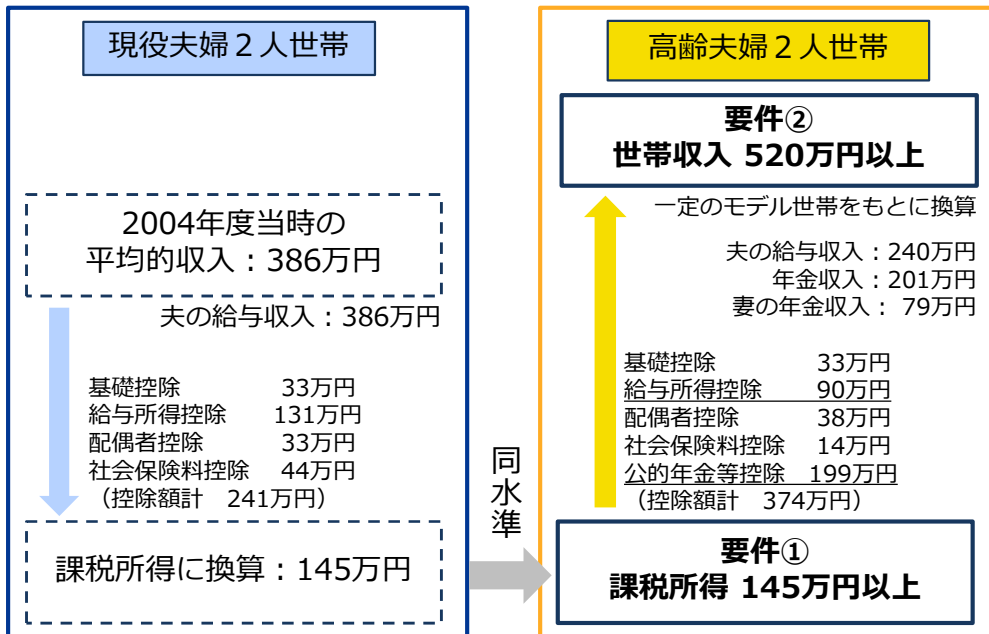 現役夫婦２人世帯
2004年度当時の
平均的収入：386万円
夫の給与収入：386万円
基礎控除 33万円
給与所得控除 131万円
配偶者控除 33万円
社会保険料控除 44万円
（控除額計 241万円）
課税所得に換算：145万円
同水準
高齢夫婦２人世帯
要件②
世帯収入 520万円以上
一定のモデル世帯をもとに換算
夫の給与収入：240万円
年金収入：201万円
妻の年金収入： 79万円
基礎控除 33万円
給与所得控除 90万円
配偶者控除 38万円
社会保険料控除 14万円
公的年金等控除 199万円
（控除額計 374万円）
要件①
課税所得 145万円以上